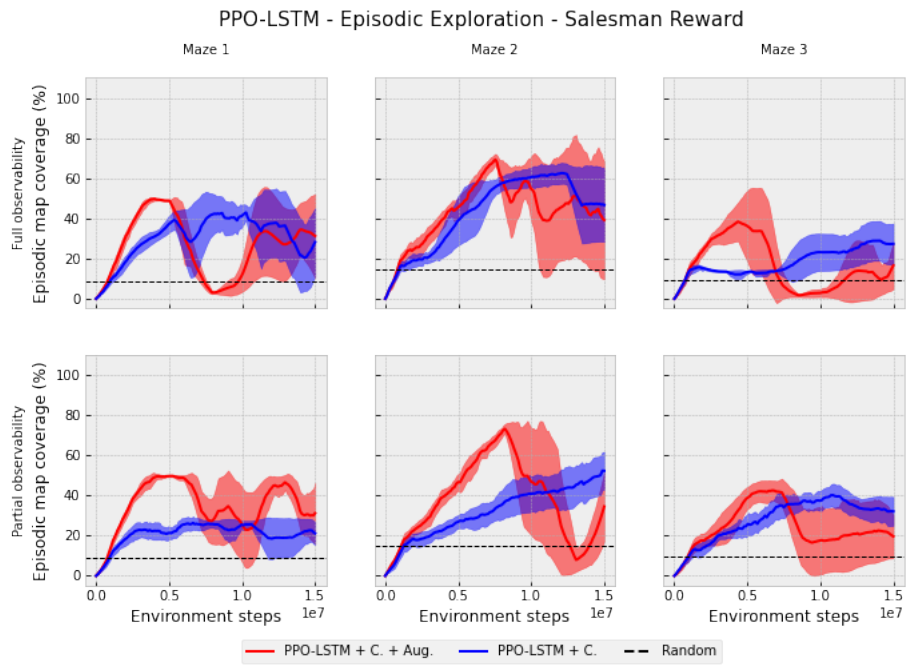 PPO-LSTM - Episodic Exploration - Salesman Reward
Maze 1
Maze 2
Maze 3
Full observability
Episodic map coverage (%)
100
80
60
40
20
0
Partial observability
Episodic map coverage (%)
100
80
60
40
20
0
0.0 0.5 1.0 1.5
1e7
Environment steps
0.0 0.5 1.0 1.5
1e7
Environment steps
0.0 0.5 1.0 1.5
1e7
Environment steps
PPO-LSTM + C. + Aug.
PPO-LSTM + C.
Random